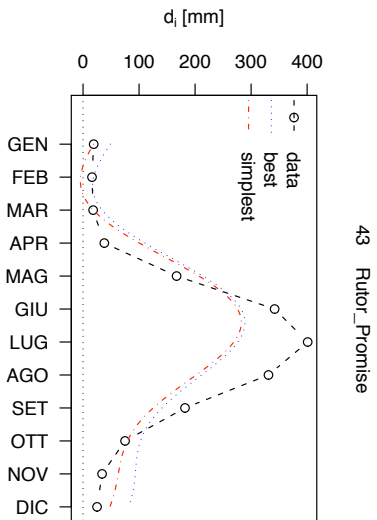 43 Rutor_Promise
d_i [mm]
0 100 200 300 400
data
best
simplest
GEN
FEB
MAR
APR
MAG
GIU
LUG
AGO
SET
OTT
NOV
DIC